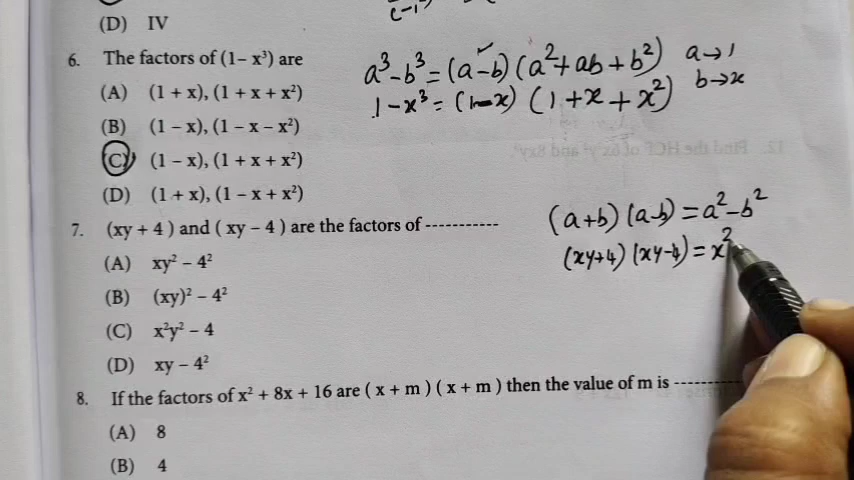 (D) IV
6. The factors of (1– x³) are
a³ – b³ = (a – b) (a² + ab + b²) a → 1
(A) (1 + x), (1 + x + x²)
1 – x³ = (1 – x) (1 + x + x²) b → x
(B) (1 – x), (1 – x – x²)
(C) (1 – x), (1 + x + x²)
(D) (1 + x), (1 – x + x²)
7. (xy + 4 ) and ( xy – 4 ) are the factors of -----------
(a+b) (a-b) = a² – b²
(A) xy² – 4²
(xy+4) (xy-4) = x²
(B) (xy)² – 4²
(C) x²y² – 4
(D) xy – 4²
8. If the factors of x² + 8x + 16 are ( x + m ) ( x + m ) then the value of m is ----------
(A) 8
(B) 4